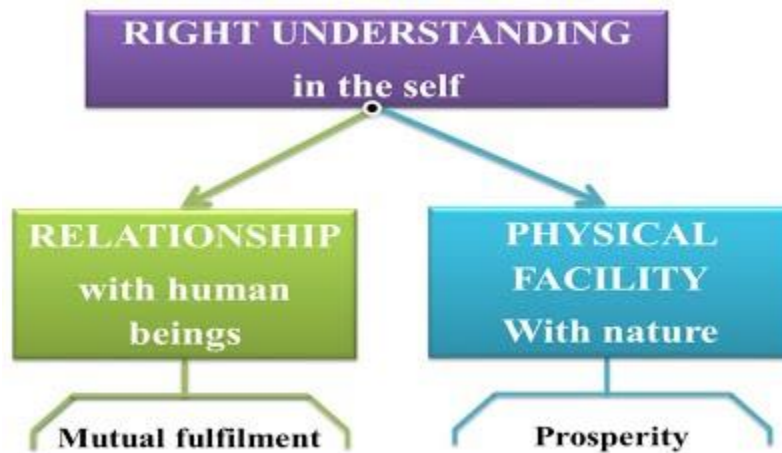 RIGHT UNDERSTANDING
in the self
RELATIONSHIP
with human
beings
PHYSICAL
FACILITY
With nature
Mutual fulfilment
Prosperity